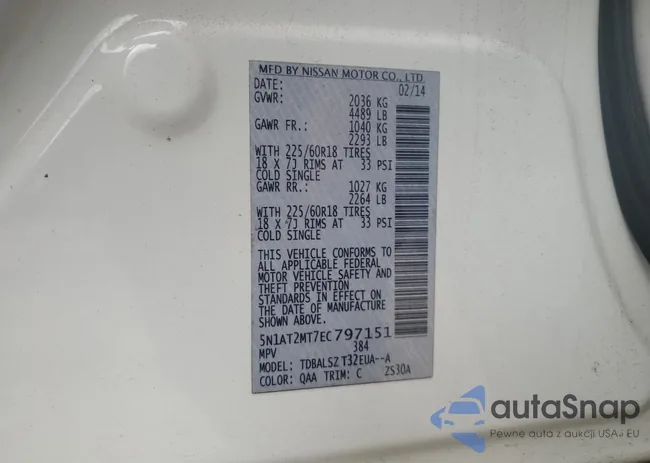 MFD BY NISSAN MOTOR CO., LTD
DATE: 02/14
GVWR: 2036 KG
4489 LB
GAWR FR.: 1040 KG
2293 LB
WITH 225/60R18 TIRES
18 X 7J RIMS AT 33 PSI
COLD SINGLE
GAWR RR.: 1027 KG
2264 LB
WITH 225/60R18 TIRES
18 X 7J RIMS AT 33 PSI
COLD SINGLE
THIS VEHICLE CONFORMS TO
ALL APPLICABLE FEDERAL
MOTOR VEHICLE SAFETY AND
THEFT PREVENTION
STANDARDS IN EFFECT ON
THE DATE OF MANUFACTURE
SHOWN ABOVE.
5N1AT2MT7EC797151
MPV 384
MODEL: TDBALSZ T32EUA--A
COLOR: QAA TRIM: C 2S30A
autaSnap
Pewne auta z aukcji USA i EU